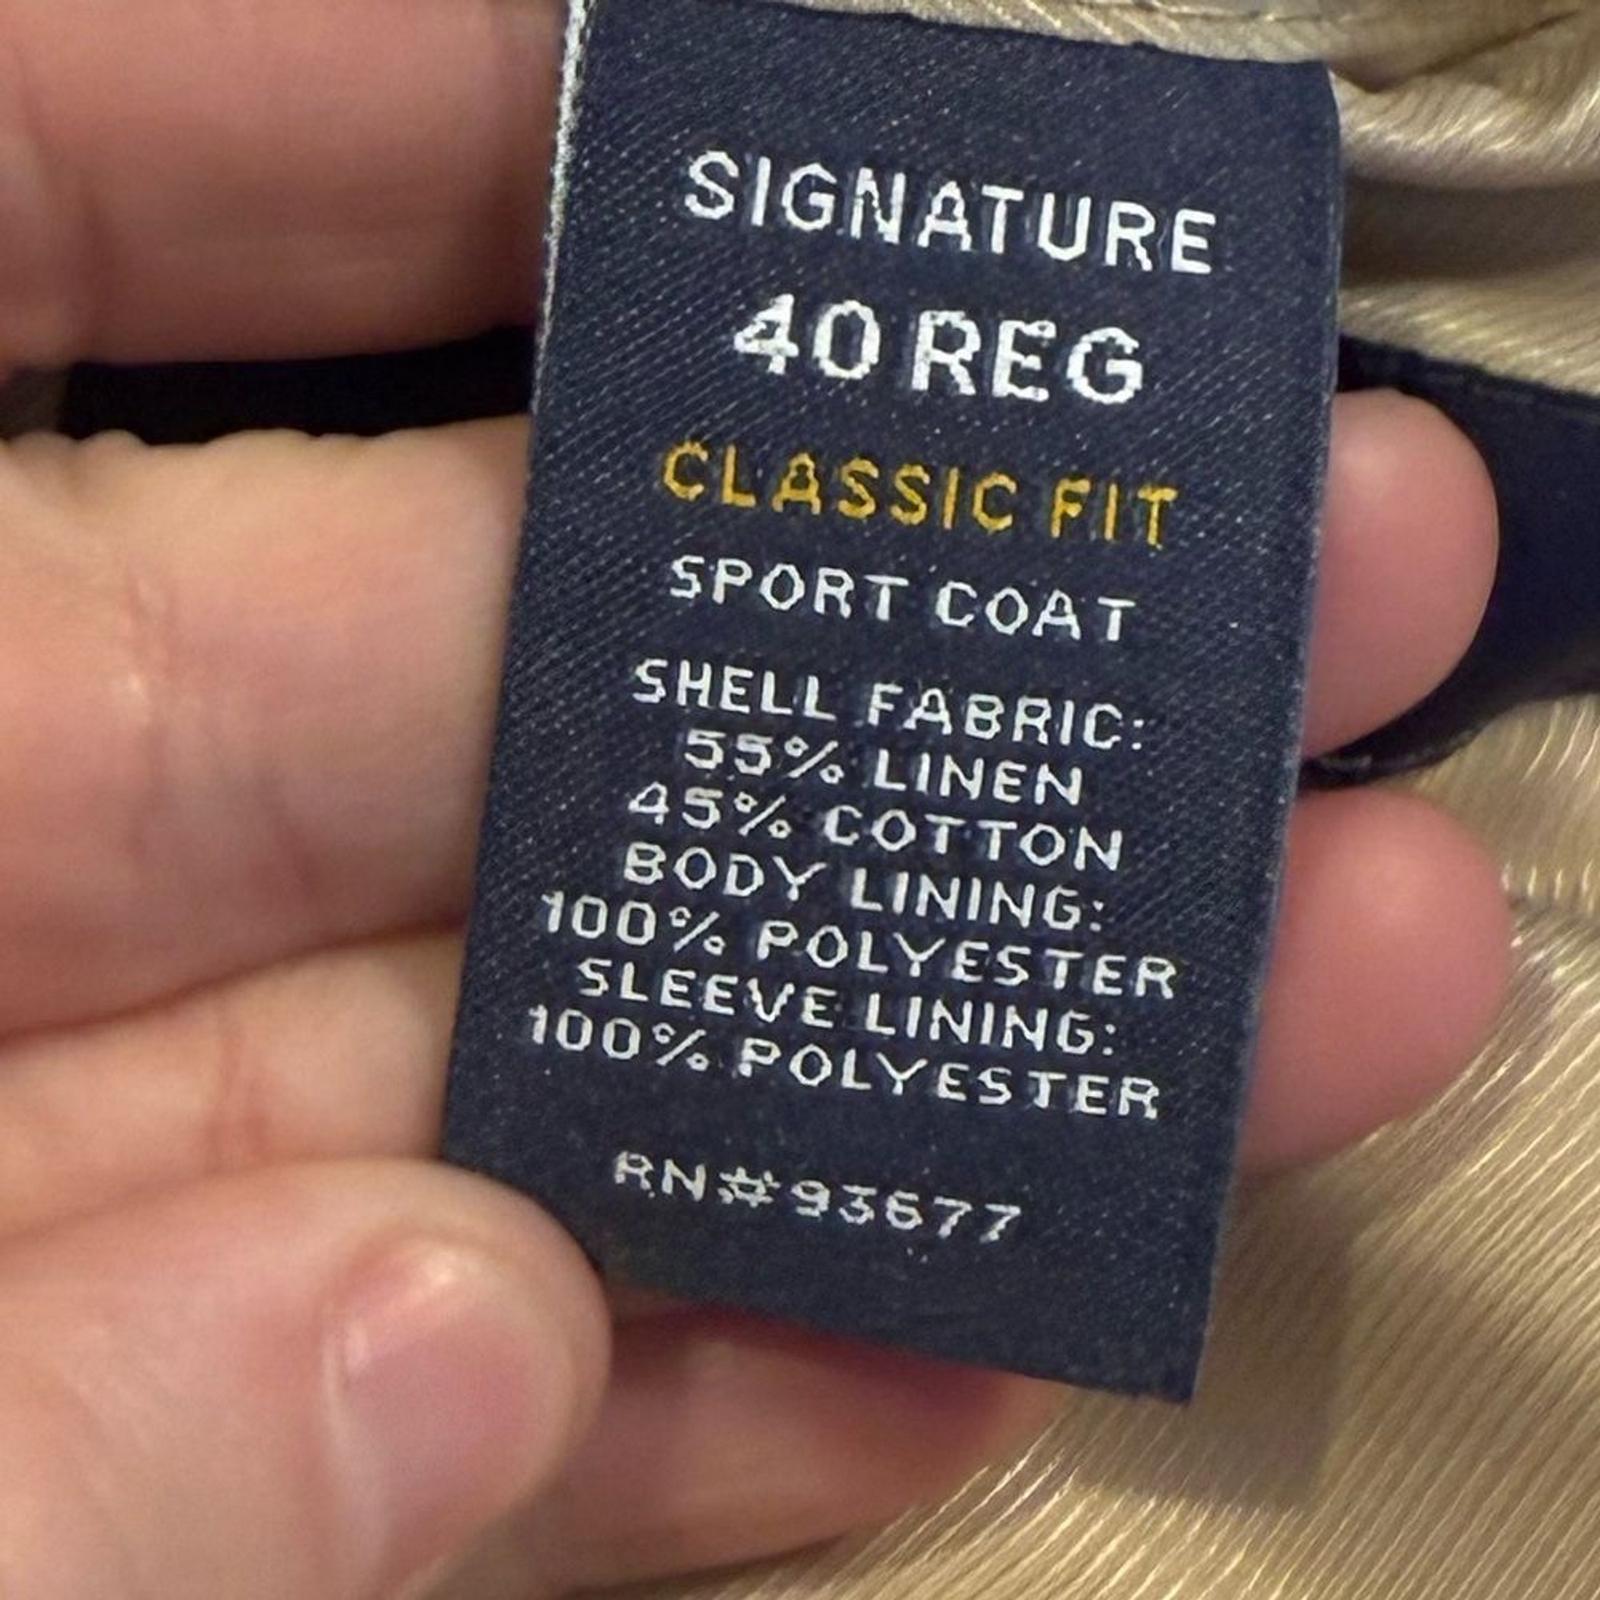 SIGNATURE
40 REG
CLASSIC FIT
SPORT COAT
SHELL FABRIC:
55% LINEN
45% COTTON
BODY LINING:
100% POLYESTER
SLEEVE LINING:
100% POLYESTER
RN#93677